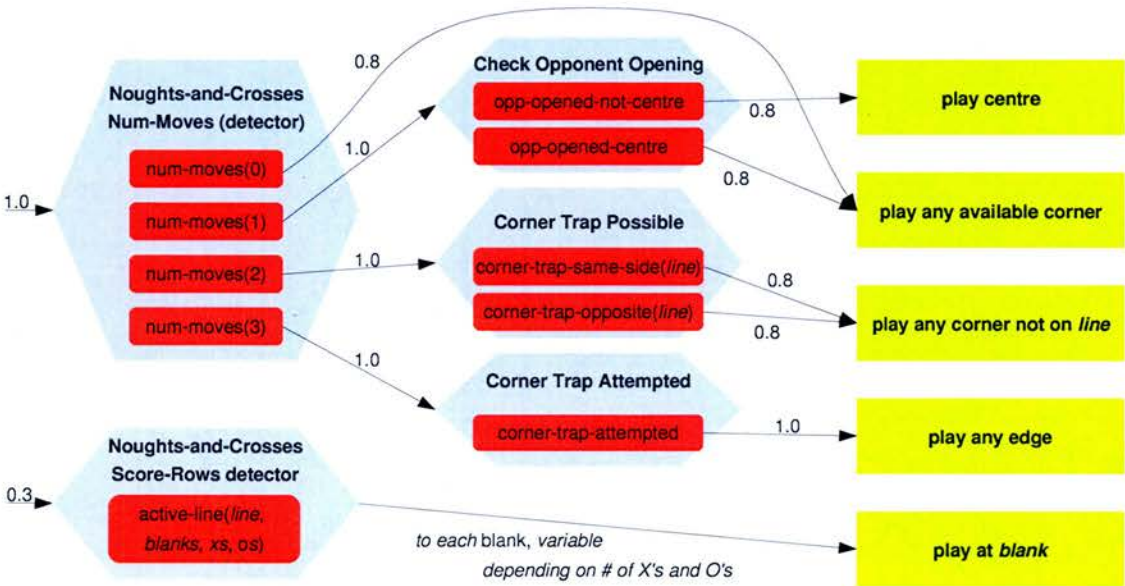 0.8
Noughts-and-Crosses
Num-Moves (detector)
num-moves(0)
num-moves(1)
num-moves(2)
num-moves(3)
1.0
1.0
1.0
1.0
Check Opponent Opening
opp-opened-not-centre
opp-opened-centre
0.8
0.8
Corner Trap Possible
corner-trap-same-side(line)
corner-trap-opposite(line)
0.8
0.8
Corner Trap Attempted
corner-trap-attempted
1.0
play centre
play any available corner
play any corner not on line
play any edge
play at blank
0.3
Noughts-and-Crosses
Score-Rows detector
active-line(line,
blanks, xs, os)
to each blank, variable
depending on # of X's and O's